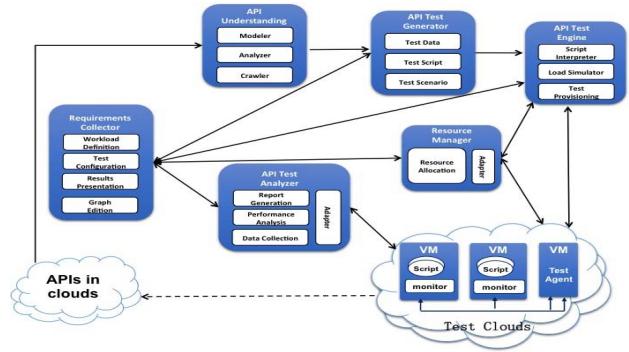 API
Understanding
Modeler
Analyzer
Crawler
API Test
Generator
Test Data
Test Script
Test Scenario
API Test
Engine
Script
Interpreter
Load Simulator
Test
Provisioning
Requirements
Collector
Workload
Definition
Test
Configuration
Results
Presentation
Graph
Edition
API Test
Analyzer
Report
Generation
Performance
Analysis
Data Collection
Adapter
Resource
Manager
Resource
Allocation
Adapter
APIs in
clouds
VM
Script
monitor
VM
Script
monitor
VM
Test
Agent
Test Clouds